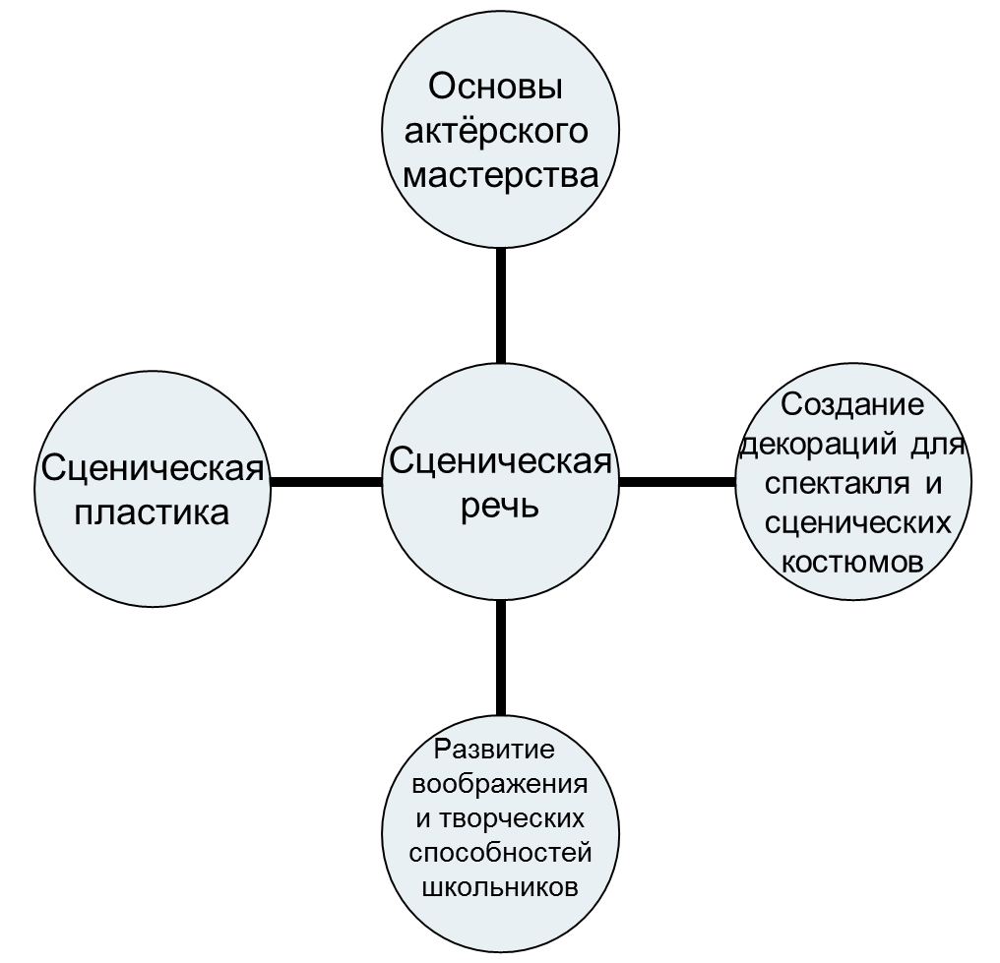 Основы
актёрского
мастерства
Сценическая
пластика
Сценическая
речь
Создание
декораций для
спектакля и
сценических
костюмов
Развитие
воображения
и творческих
способностей
школьников